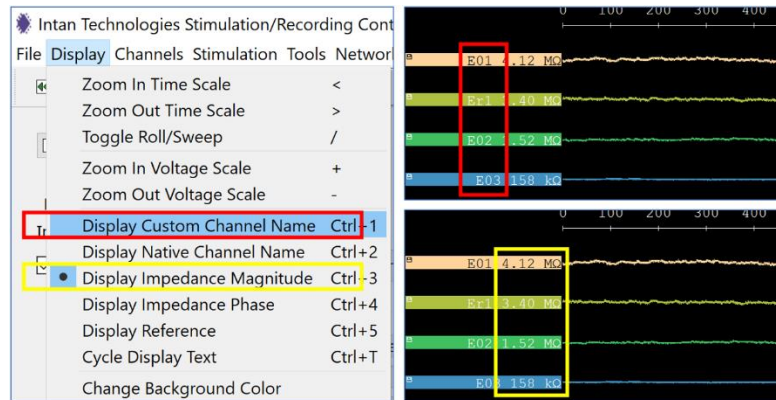 Intan Technologies Stimulation/Recording Cont
File Display Channels Stimulation Tools Networ
Zoom In Time Scale <
Zoom Out Time Scale >
Toggle Roll/Sweep /
Zoom In Voltage Scale +
Zoom Out Voltage Scale -
Display Custom Channel Name Ctrl+1
Display Native Channel Name Ctrl+2
Display Impedance Magnitude Ctrl+3
Display Impedance Phase Ctrl+4
Display Reference Ctrl+5
Cycle Display Text Ctrl+T
Change Background Color
0 100 200 300 400
E01 4.12 MΩ
Er1 3.40 MΩ
E02 1.52 MΩ
E03 158 kΩ
0 100 200 300 400
E01 4.12 MΩ
Er1 3.40 MΩ
E02 1.52 MΩ
E03 158 kΩ